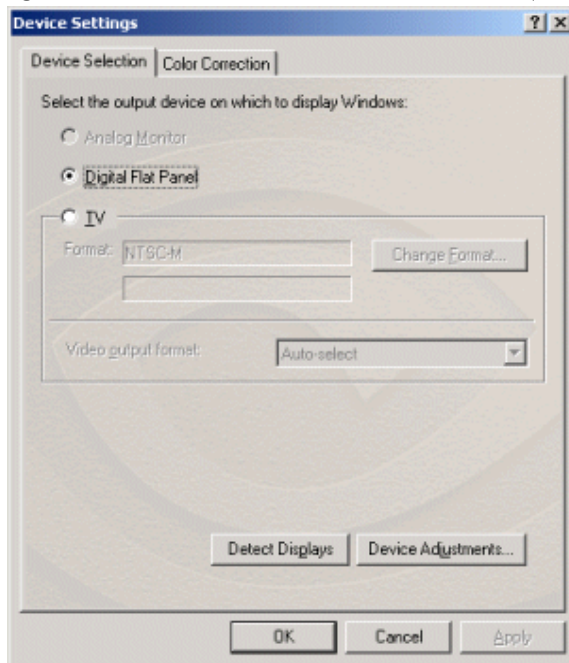 Device Settings
Device Selection
Color Correction
Select the output device on which to display Windows:
Analog Monitor
Digital Flat Panel
TV
Format: NTSC-M
Change Format...
Video output format: Auto-select
Detect Displays
Device Adjustments...
OK
Cancel
Apply